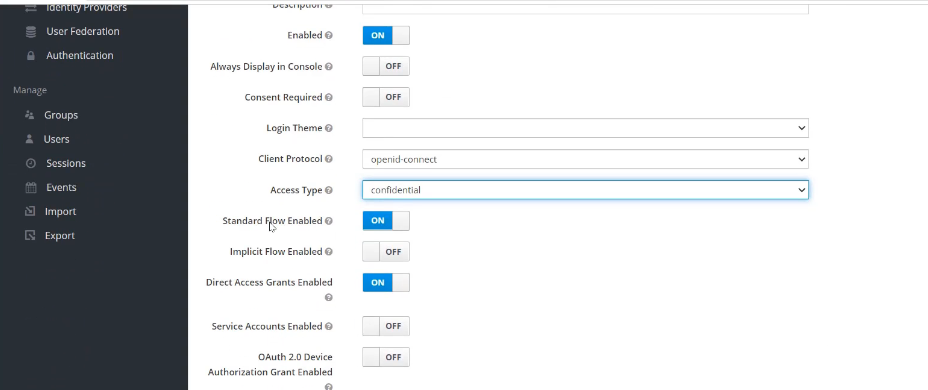 Identity Providers
User Federation
Authentication
Manage
Groups
Users
Sessions
Events
Import
Export
Description
Enabled ON
Always Display in Console OFF
Consent Required OFF
Login Theme
Client Protocol openid-connect
Access Type confidential
Standard Flow Enabled ON
Implicit Flow Enabled OFF
Direct Access Grants Enabled ON
Service Accounts Enabled OFF
OAuth 2.0 Device OFF
Authorization Grant Enabled